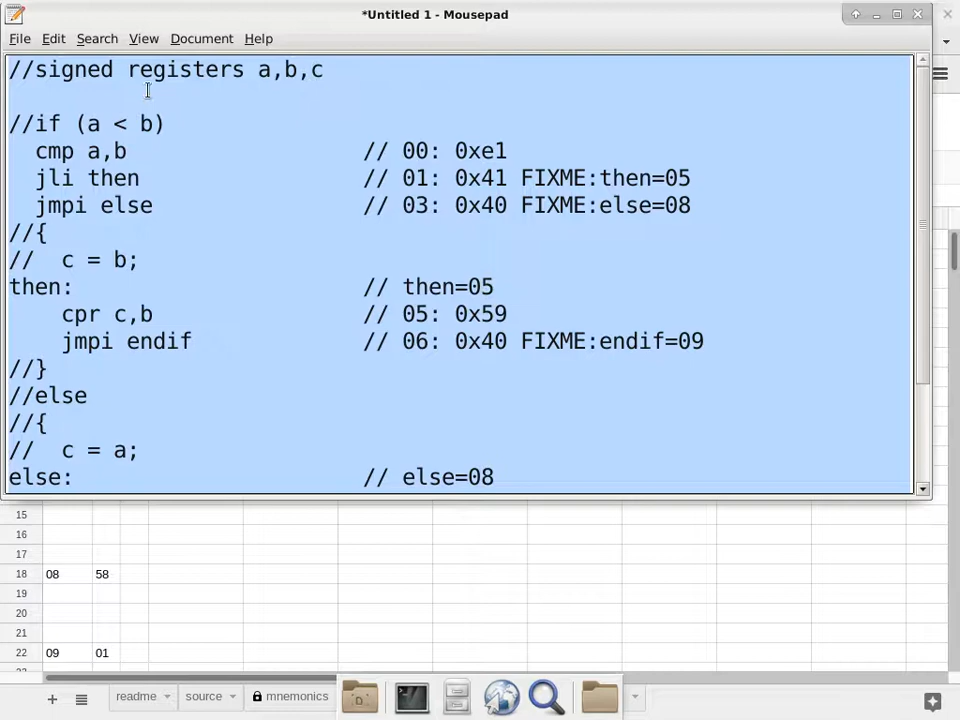 *Untitled 1 - Mousepad
File Edit Search View Document Help
//signed registers a,b,c
//if (a < b)
cmp a,b // 00: 0xe1
jli then // 01: 0x41 FIXME:then=05
jmpi else // 03: 0x40 FIXME:else=08
//{
// c = b;
then: // then=05
cpr c,b // 05: 0x59
jmpi endif // 06: 0x40 FIXME:endif=09
//}
//else
//{
// c = a;
else: // else=08
15
16
17
18 08 58
19
20
21
22 09 01
readme source mnemonics